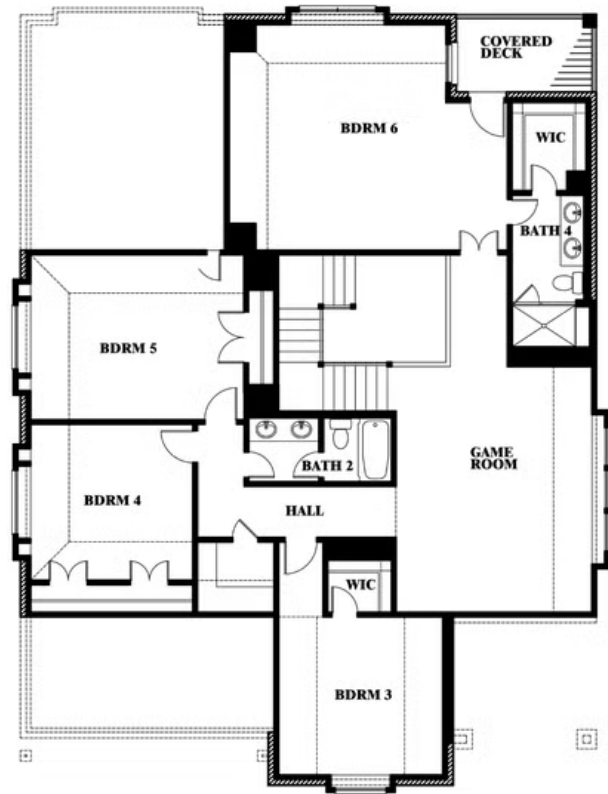 COVERED
DECK
BDRM 6
WIC
BATH 4
BDRM 5
GAME
ROOM
BATH 2
BDRM 4
HALL
WIC
BDRM 3